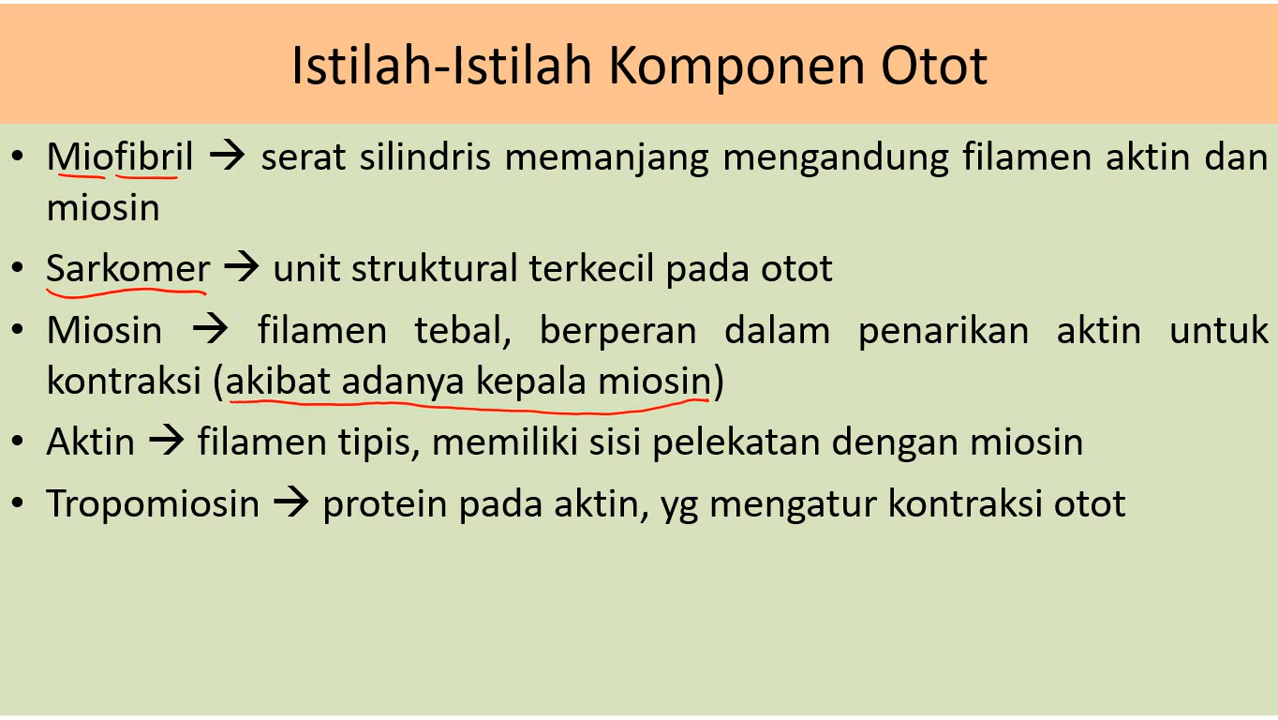 Istilah-Istilah Komponen Otot
• Miofibril → serat silindris memanjang mengandung filamen aktin dan
miosin
• Sarkomer → unit struktural terkecil pada otot
• Miosin → filamen tebal, berperan dalam penarikan aktin untuk
kontraksi (akibat adanya kepala miosin)
• Aktin → filamen tipis, memiliki sisi pelekatan dengan miosin
• Tropomiosin → protein pada aktin, yg mengatur kontraksi otot